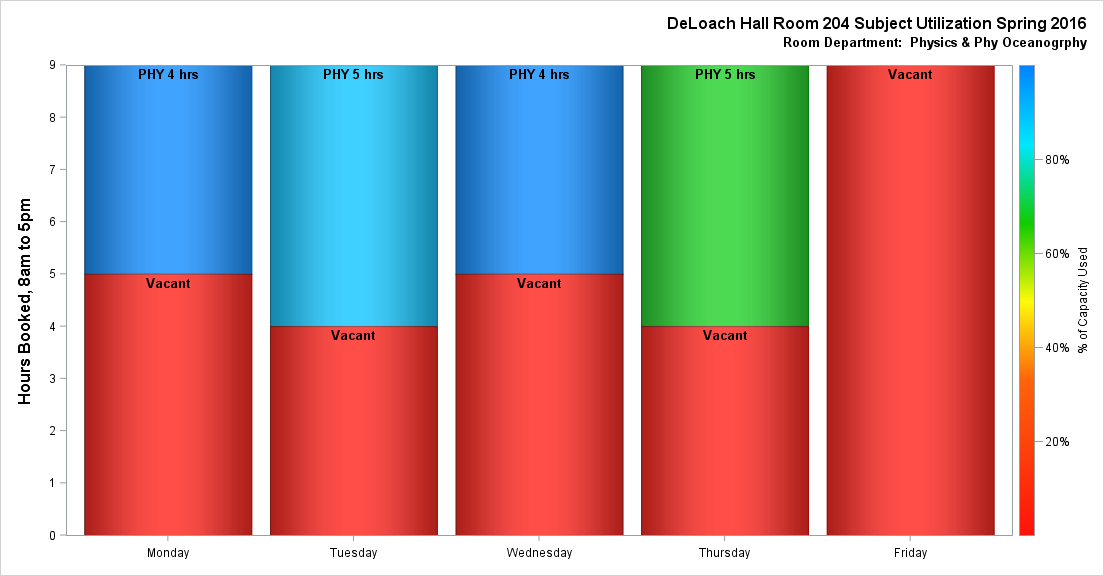 DeLoach Hall Room 204 Subject Utilization Spring 2016
Room Department:  Physics & Phy Oceanogrphy
Hours Booked, 8am to 5pm
9
8
7
6
5
4
3
2
1
0
PHY 4 hrs
Vacant
PHY 5 hrs
Vacant
PHY 4 hrs
Vacant
PHY 5 hrs
Vacant
Vacant
Monday
Tuesday
Wednesday
Thursday
Friday
80%
60%
40%
20%
% of Capacity Used